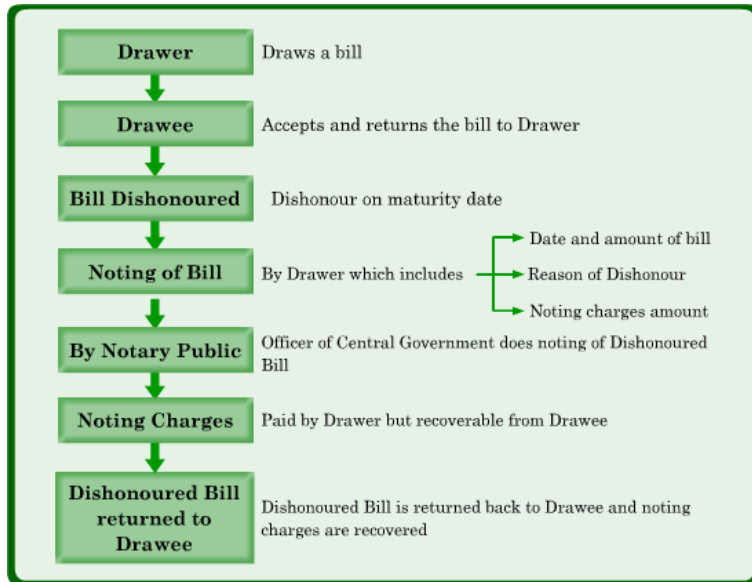 Drawer
Draws a bill
Drawee
Accepts and returns the bill to Drawer
Bill Dishonoured
Dishonour on maturity date
Noting of Bill
By Drawer which includes
Date and amount of bill
Reason of Dishonour
Noting charges amount
By Notary Public
Officer of Central Government does noting of Dishonoured
Bill
Noting Charges
Paid by Drawer but recoverable from Drawee
Dishonoured Bill
returned to
Drawee
Dishonoured Bill is returned back to Drawee and noting
charges are recovered